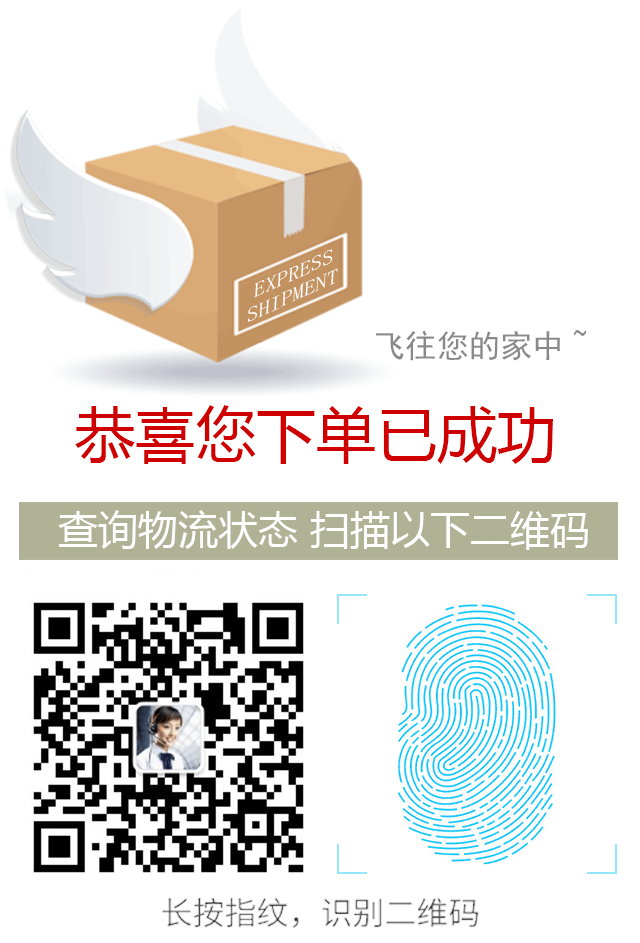 EXPRESS
SHIPMENT
飞往您的家中 ~
恭喜您下单已成功
查询物流状态 扫描以下二维码
长按指纹，识别二维码